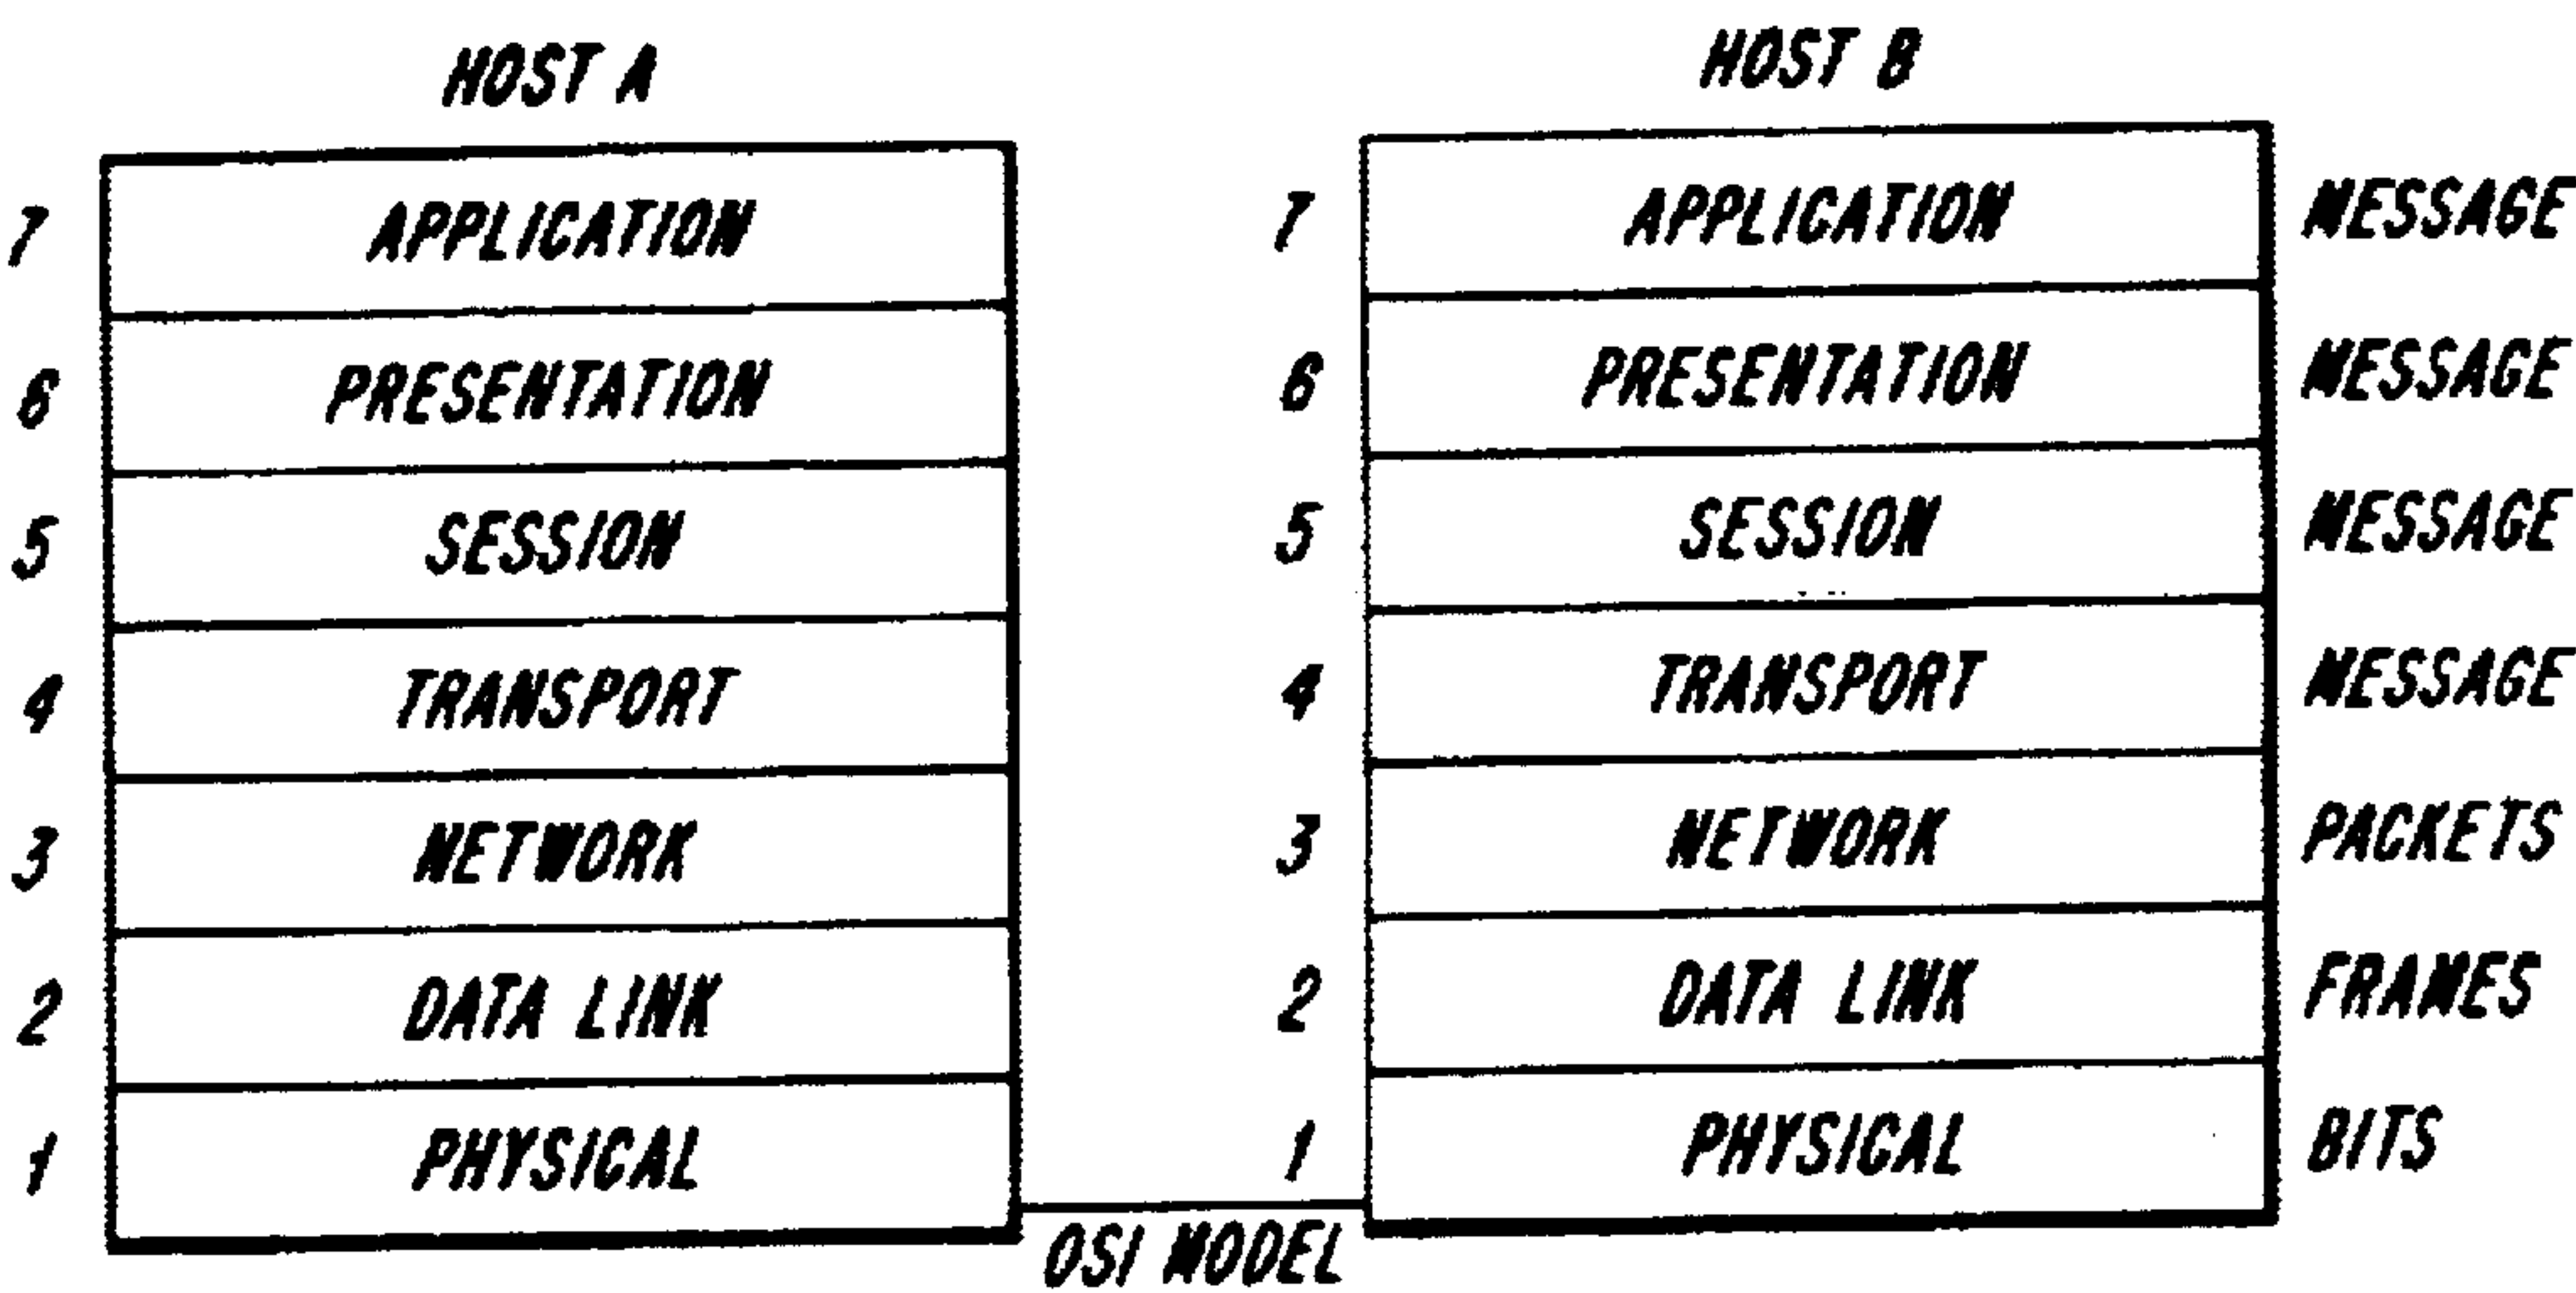 HOST A
HOST B
7 APPLICATION 7 APPLICATION MESSAGE
6 PRESENTATION 6 PRESENTATION MESSAGE
5 SESSION 5 SESSION MESSAGE
4 TRANSPORT 4 TRANSPORT MESSAGE
3 NETWORK 3 NETWORK PACKETS
2 DATA LINK 2 DATA LINK FRAMES
1 PHYSICAL 1 PHYSICAL BITS
OSI MODEL